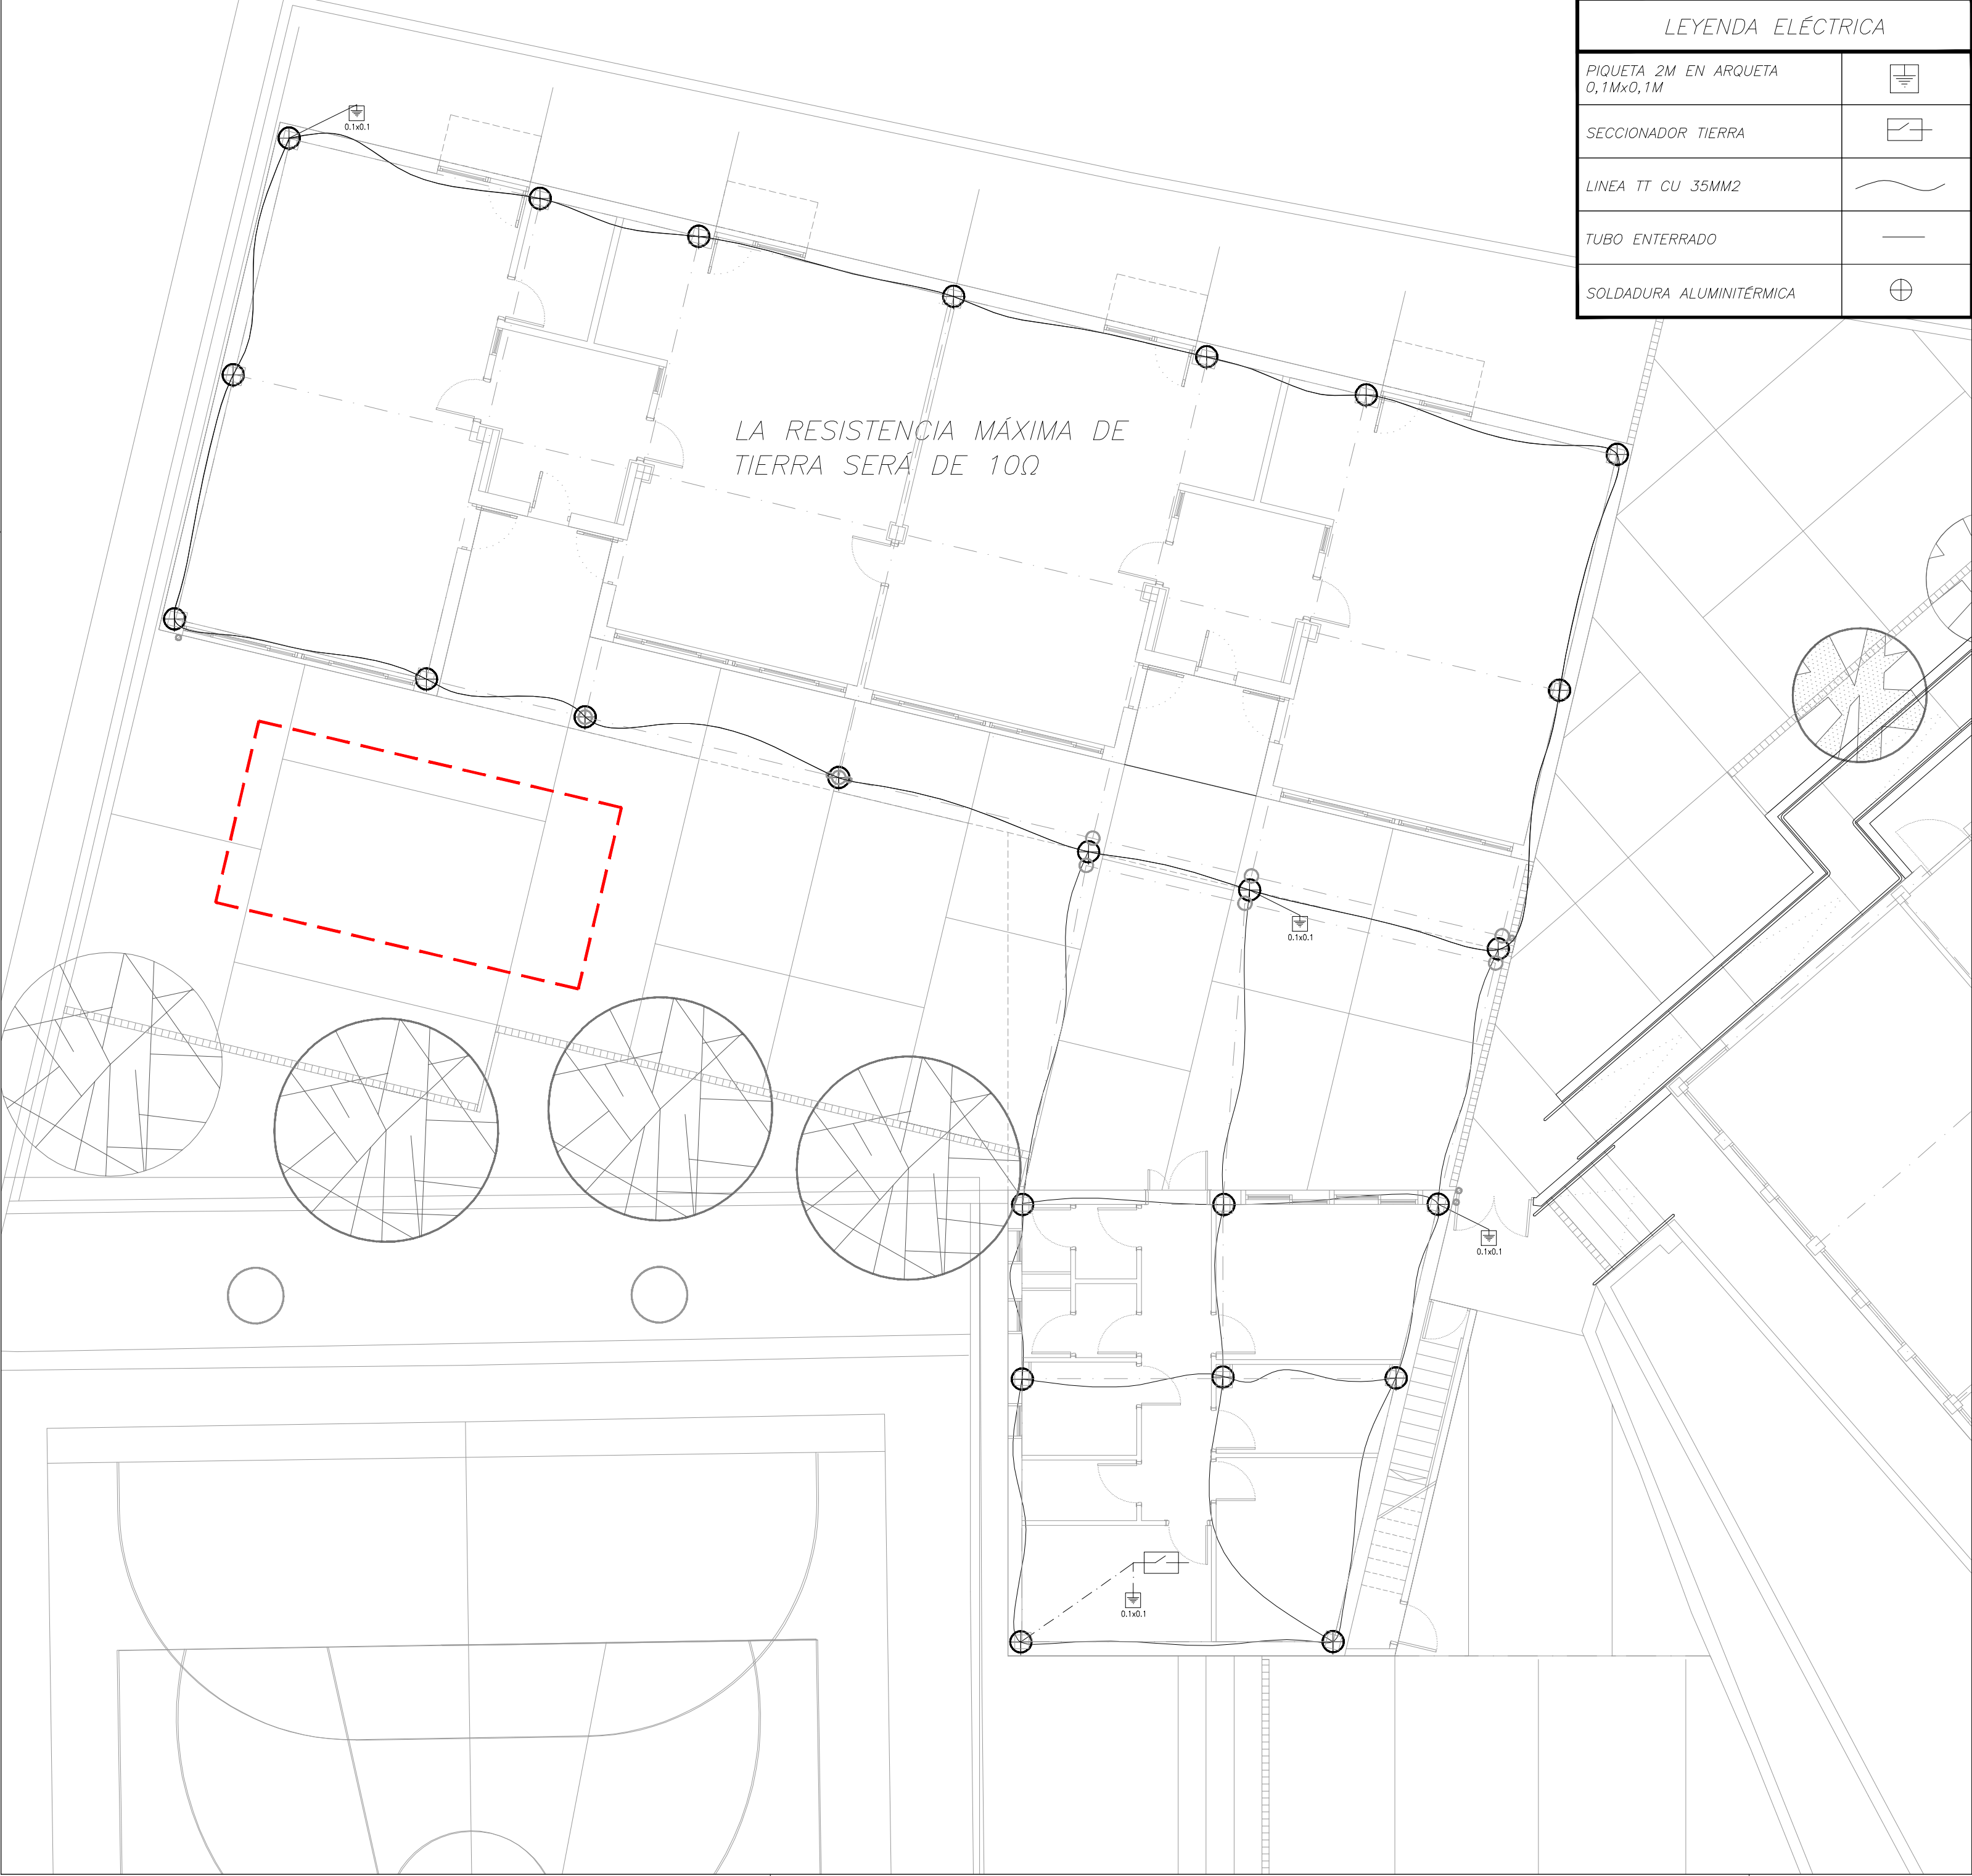 LEYENDA ELÉCTRICA
PIQUETA 2M EN ARQUETA
0,1Mx0,1M
SECCIONADOR TIERRA
LINEA TT CU 35MM2
TUBO ENTERRADO
SOLDADURA ALUMINITÉRMICA
0.1x0.1
LA RESISTENCIA MÁXIMA DE
TIERRA SERÁ DE 10Ω
0.1x0.1
0.1x0.1
0.1x0.1